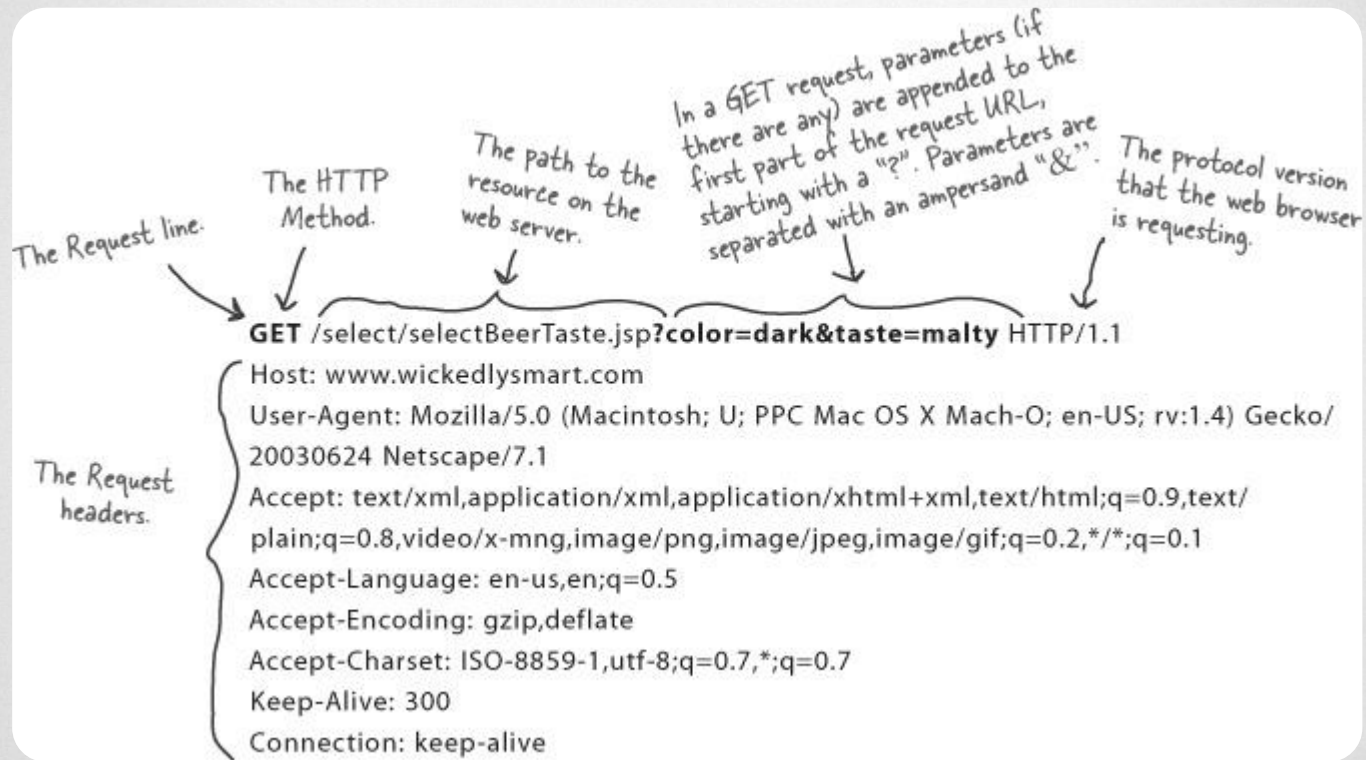 The Request line.
The HTTP
Method.
The path to the
resource on the
web server.
In a GET request, parameters (if
there are any) are appended to the
first part of the request URL,
starting with a "?". Parameters are
separated with an ampersand "&".
The protocol version
that the web browser
is requesting.
GET /select/selectBeerTaste.jsp?color=dark&taste=malty HTTP/1.1
The Request
headers.
Host: www.wickedlysmart.com
User-Agent: Mozilla/5.0 (Macintosh; U; PPC Mac OS X Mach-O; en-US; rv:1.4) Gecko/
20030624 Netscape/7.1
Accept: text/xml,application/xml,application/xhtml+xml,text/html;q=0.9,text/
plain;q=0.8,video/x-mng,image/png,image/jpeg,image/gif;q=0.2,*/*;q=0.1
Accept-Language: en-us,en;q=0.5
Accept-Encoding: gzip,deflate
Accept-Charset: ISO-8859-1,utf-8;q=0.7,*;q=0.7
Keep-Alive: 300
Connection: keep-alive